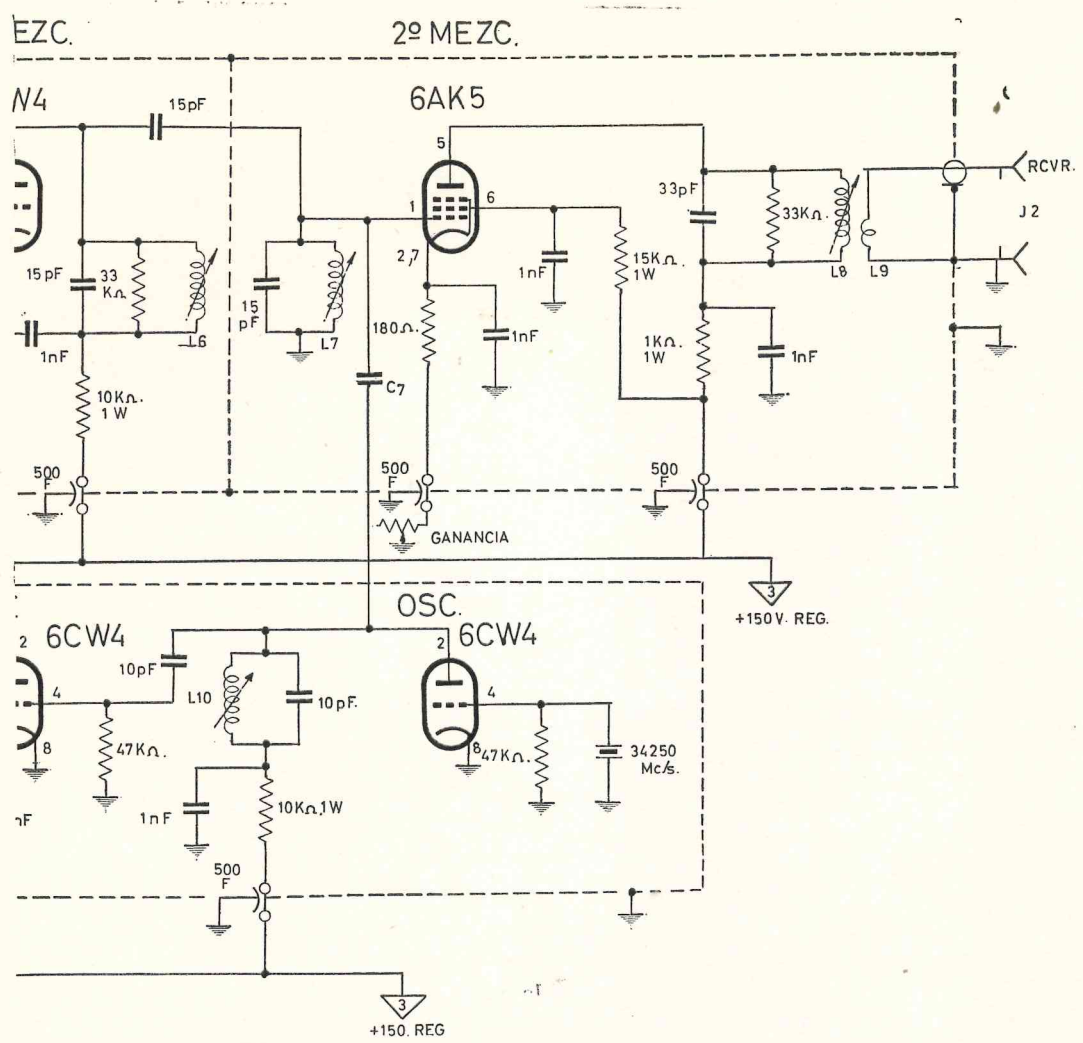 EZC.
2º MEZC.
N4
15pF
6AK5
5
1
6
2,7
33pF
33KΩ.
L8
L9
RCVR.
J2
15pF
33
KΩ
L6
1nF
10KΩ.
1W
15
pF
L7
180Ω.
1nF
1nF
15KΩ.
1W
1KΩ.
1W
1nF
C7
500
F
500
F
500
F
GANANCIA
3
+150V. REG.
OSC.
2
6CW4
2
6CW4
10pF
4
8
47KΩ.
L10
10pF.
4
8
47KΩ.
34250
Mc/s.
nF
1nF
10KΩ,1W
500
F
3
+150. REG